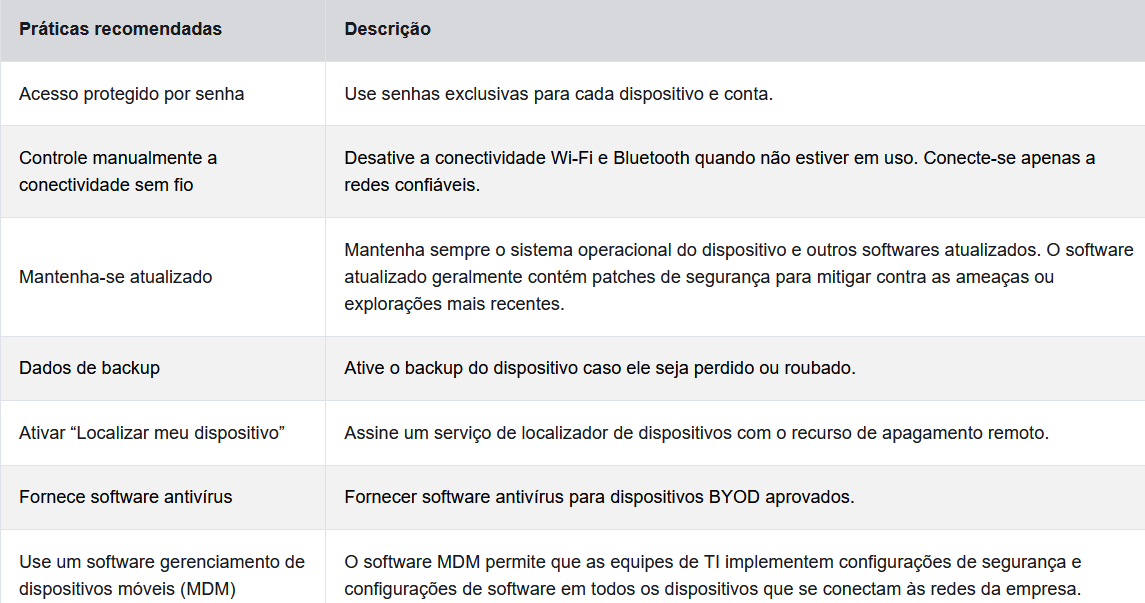 Práticas recomendadas
Descrição
Acesso protegido por senha
Use senhas exclusivas para cada dispositivo e conta.
Controle manualmente a
conectividade sem fio
Desative a conectividade Wi-Fi e Bluetooth quando não estiver em uso. Conecte-se apenas a
redes confiáveis.
Mantenha-se atualizado
Mantenha sempre o sistema operacional do dispositivo e outros softwares atualizados. O software
atualizado geralmente contém patches de segurança para mitigar contra as ameaças ou
explorações mais recentes.
Dados de backup
Ative o backup do dispositivo caso ele seja perdido ou roubado.
Ativar “Localizar meu dispositivo”
Assine um serviço de localizador de dispositivos com o recurso de apagamento remoto.
Fornece software antivírus
Fornecer software antivírus para dispositivos BYOD aprovados.
Use um software gerenciamento de
dispositivos móveis (MDM)
O software MDM permite que as equipes de TI implementem configurações de segurança e
configurações de software em todos os dispositivos que se conectam às redes da empresa.